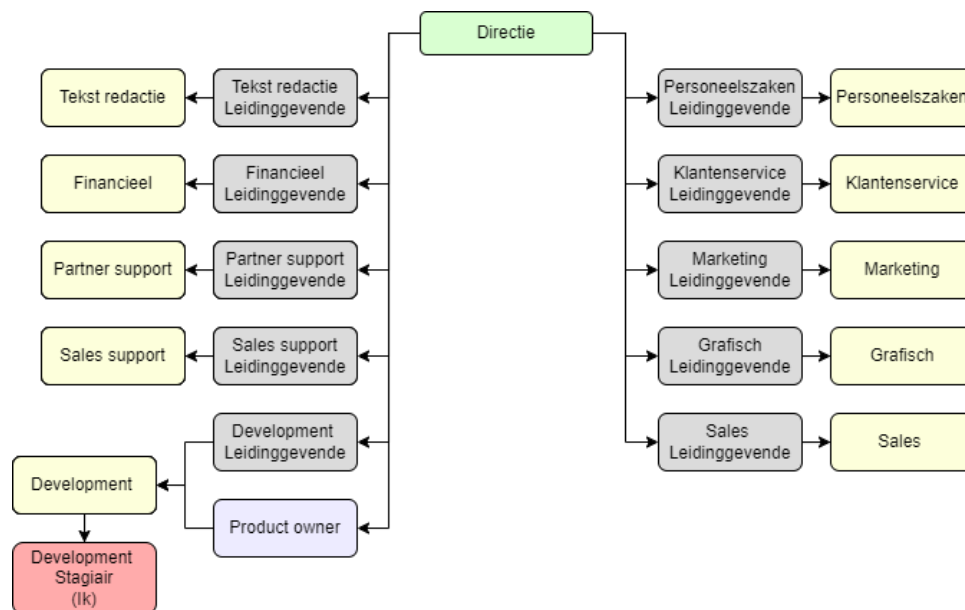 Directie
Tekst redactie
Tekst redactie
Leidinggevende
Personeelszaken
Leidinggevende
Personeelszaken
Financieel
Financieel
Leidinggevende
Klantenservice
Leidinggevende
Klantenservice
Partner support
Partner support
Leidinggevende
Marketing
Leidinggevende
Marketing
Sales support
Sales support
Leidinggevende
Grafisch
Leidinggevende
Grafisch
Development
Leidinggevende
Sales
Leidinggevende
Sales
Development
Product owner
Development
Stagiair
(Ik)